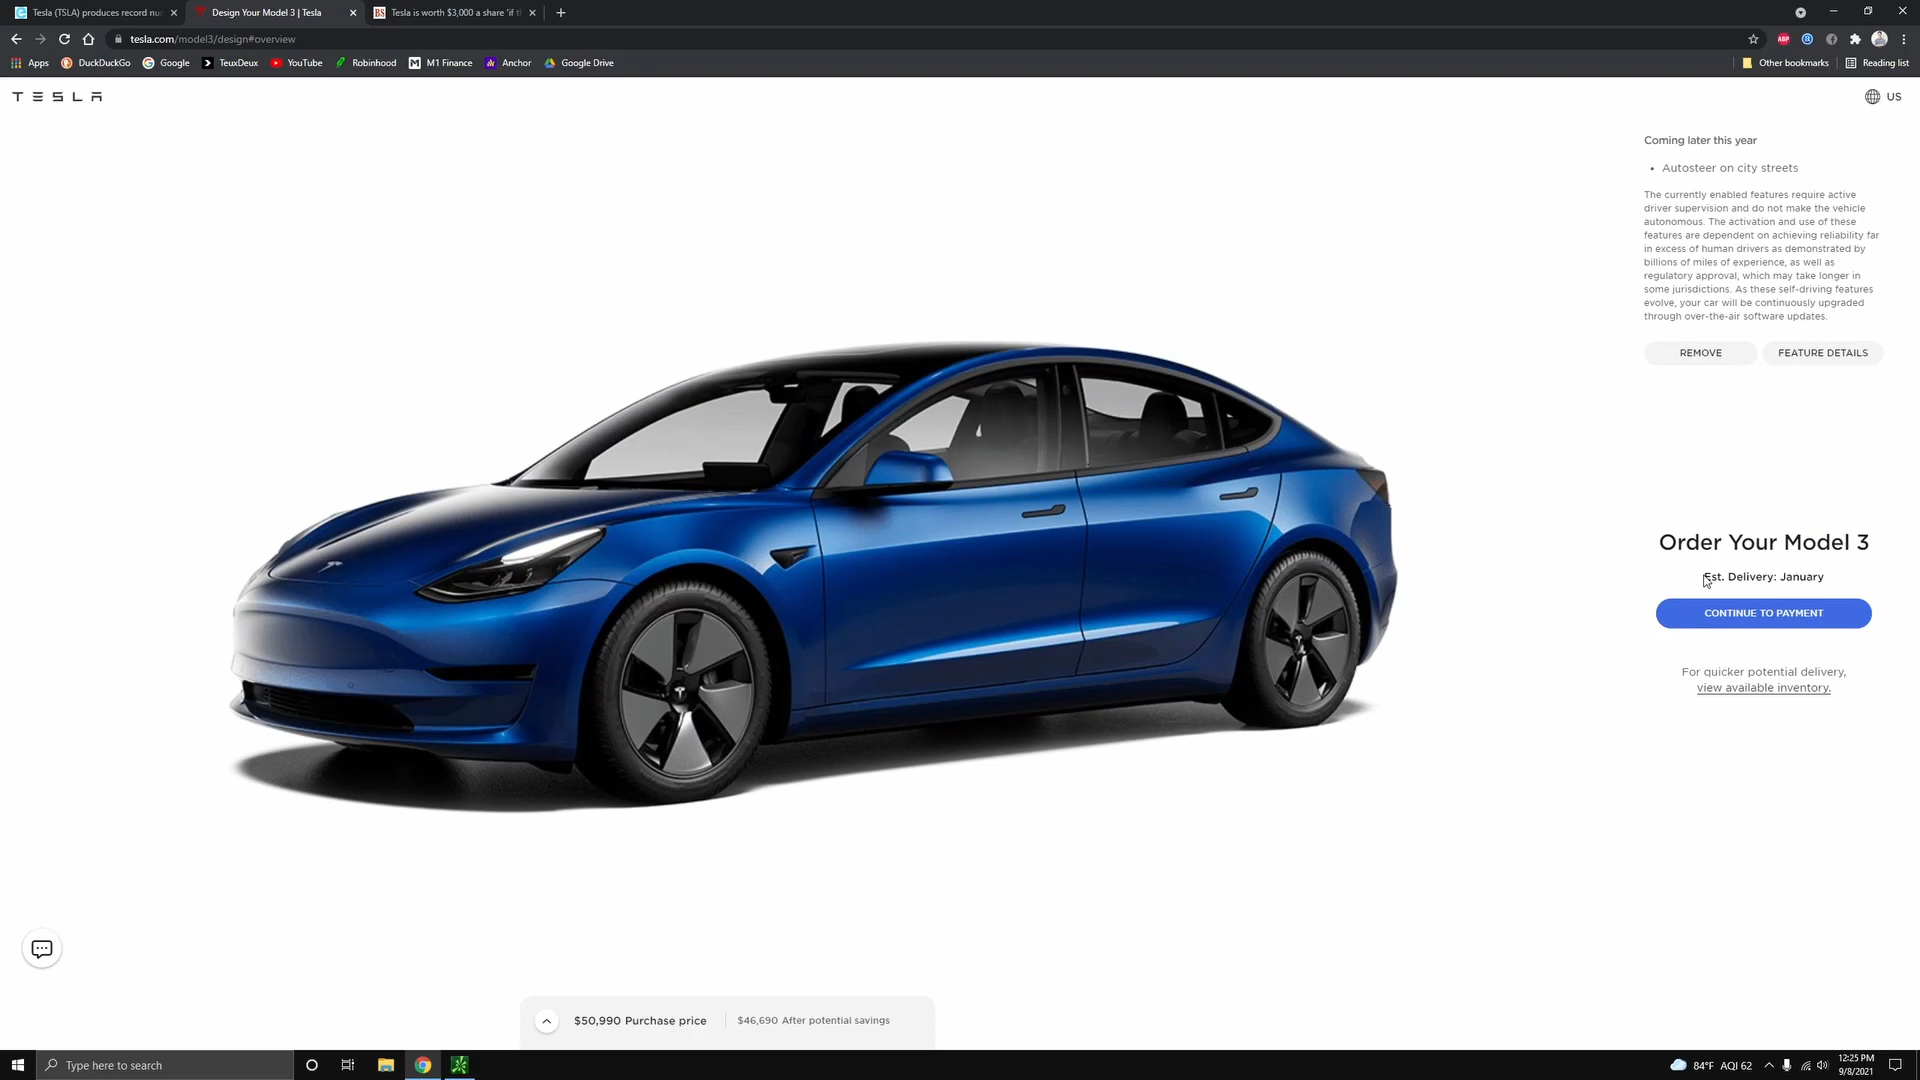 Tesla (TSLA) produces record nu
Design Your Model 3 | Tesla
BS
Tesla is worth $3,000 a share 'if t
tesla.com/model3/design#overview
ABP
Apps
DuckDuckGo
Google
TeuxDeux
YouTube
Robinhood
M1 Finance
Anchor
Google Drive
Other bookmarks
Reading list
TESLA
US
Coming later this year
• Autosteer on city streets
The currently enabled features require active
driver supervision and do not make the vehicle
autonomous. The activation and use of these
features are dependent on achieving reliability far
in excess of human drivers as demonstrated by
billions of miles of experience, as well as
regulatory approval, which may take longer in
some jurisdictions. As these self-driving features
evolve, your car will be continuously upgraded
through over-the-air software updates.
REMOVE
FEATURE DETAILS
Order Your Model 3
Est. Delivery: January
CONTINUE TO PAYMENT
For quicker potential delivery,
view available inventory.
$50,990 Purchase price
$46,690 After potential savings
Type here to search
84°F AQI 62
12:25 PM
9/8/2021